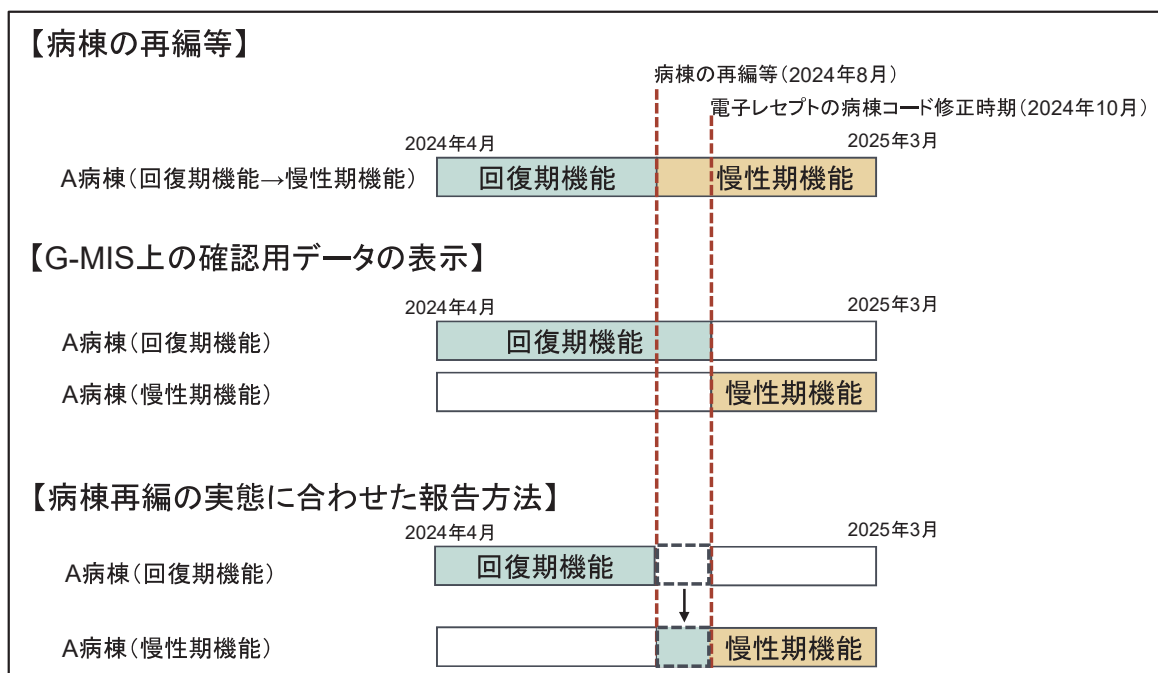 【病棟の再編等】
病棟の再編等(2024年8月)
電子レセプトの病棟コード修正時期(2024年10月)
2024年4月
2025年3月
A病棟(回復期機能→慢性期機能)
回復期機能
慢性期機能
【G-MIS上の確認用データの表示】
2024年4月
2025年3月
A病棟(回復期機能)
回復期機能
A病棟(慢性期機能)
慢性期機能
【病棟再編の実態に合わせた報告方法】
2024年4月
2025年3月
A病棟(回復期機能)
回復期機能
A病棟(慢性期機能)
慢性期機能